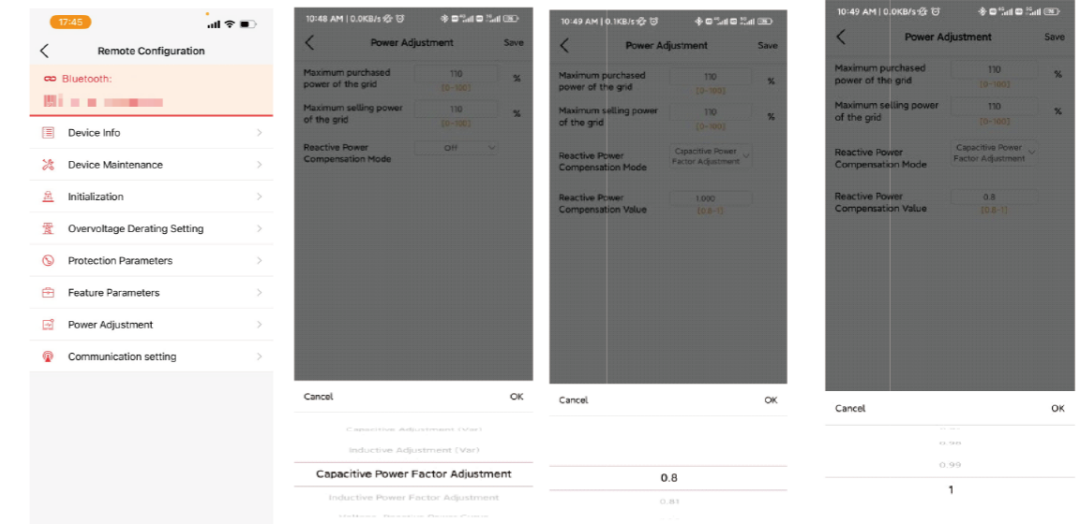 17:45
Remote Configuration
Bluetooth:
Device Info
Device Maintenance
Initialization
Overvoltage Derating Setting
Protection Parameters
Feature Parameters
Power Adjustment
Communication setting
10:48 AM | 0.0KB/s
Power Adjustment
Save
Maximum purchased
power of the grid
110
%
[0~100]
Maximum selling power
of the grid
110
%
[0~100]
Reactive Power
Compensation Mode
Off
Cancel
OK
Capacitive Adjustment (Var)
Inductive Adjustment (Var)
Capacitive Power Factor Adjustment
Inductive Power Factor Adjustment
10:49 AM | 0.1KB/s
Power Adjustment
Save
Maximum purchased
power of the grid
110
%
[0~100]
Maximum selling power
of the grid
110
%
[0~100]
Reactive Power
Compensation Mode
Capacitive Power
Factor Adjustment
Reactive Power
Compensation Value
1.000
[0.8~1]
Cancel
OK
0.8
0.81
10:49 AM | 0.0KB/s
Power Adjustment
Save
Maximum purchased
power of the grid
110
%
[0~100]
Maximum selling power
of the grid
110
%
[0~100]
Reactive Power
Compensation Mode
Capacitive Power
Factor Adjustment
Reactive Power
Compensation Value
0.8
[0.8~1]
Cancel
OK
0.98
0.99
1